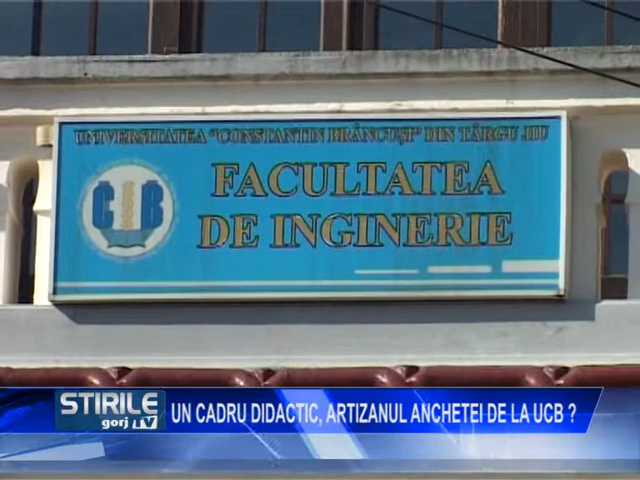 UNIVERSITATEA "CONSTANTIN BRÂNCUȘI" DIN TÂRGU JIU
FACULTATEA
DE INGINERIE
C B
STIRILE
gorj TV
UN CADRU DIDACTIC, ARTIZANUL ANCHETEI DE LA UCB ?